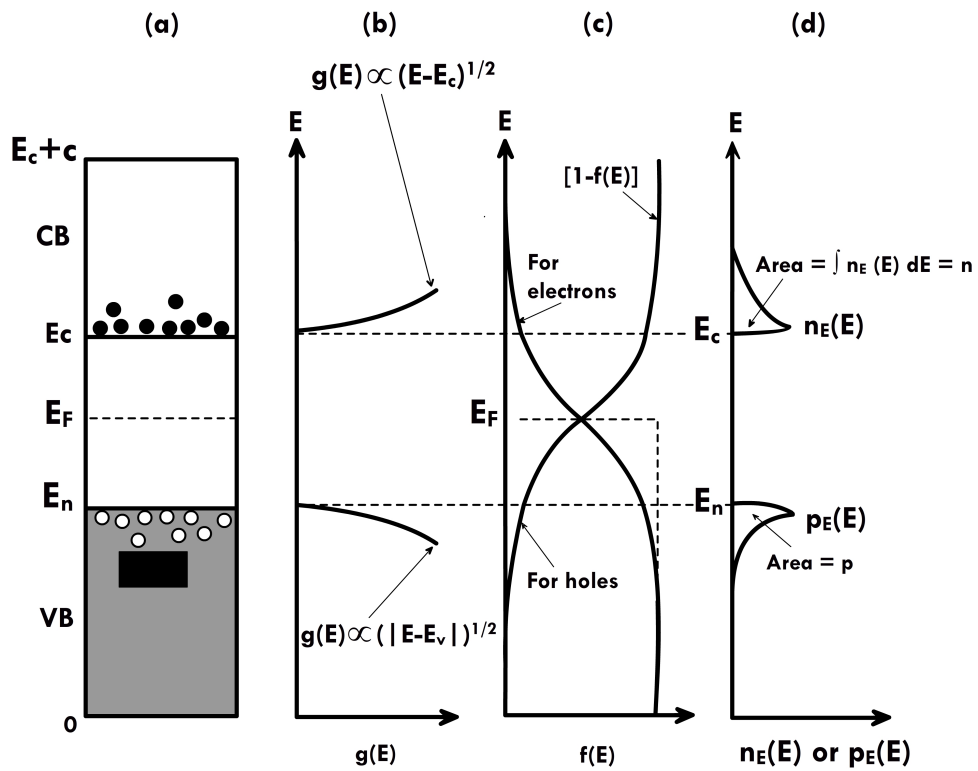 (a)
(b)
(c)
(d)
g(E) ∝ (E-Ec)1/2
E
E
E
Ec+c
[1-f(E)]
CB
For
electrons
Area = ∫ nE (E) dE = n
Ec
Ec
nE(E)
EF
EF
En
En
pE(E)
Area = p
For holes
VB
g(E)∝(|E-Ev|)1/2
0
g(E)
f(E)
nE(E) or pE(E)